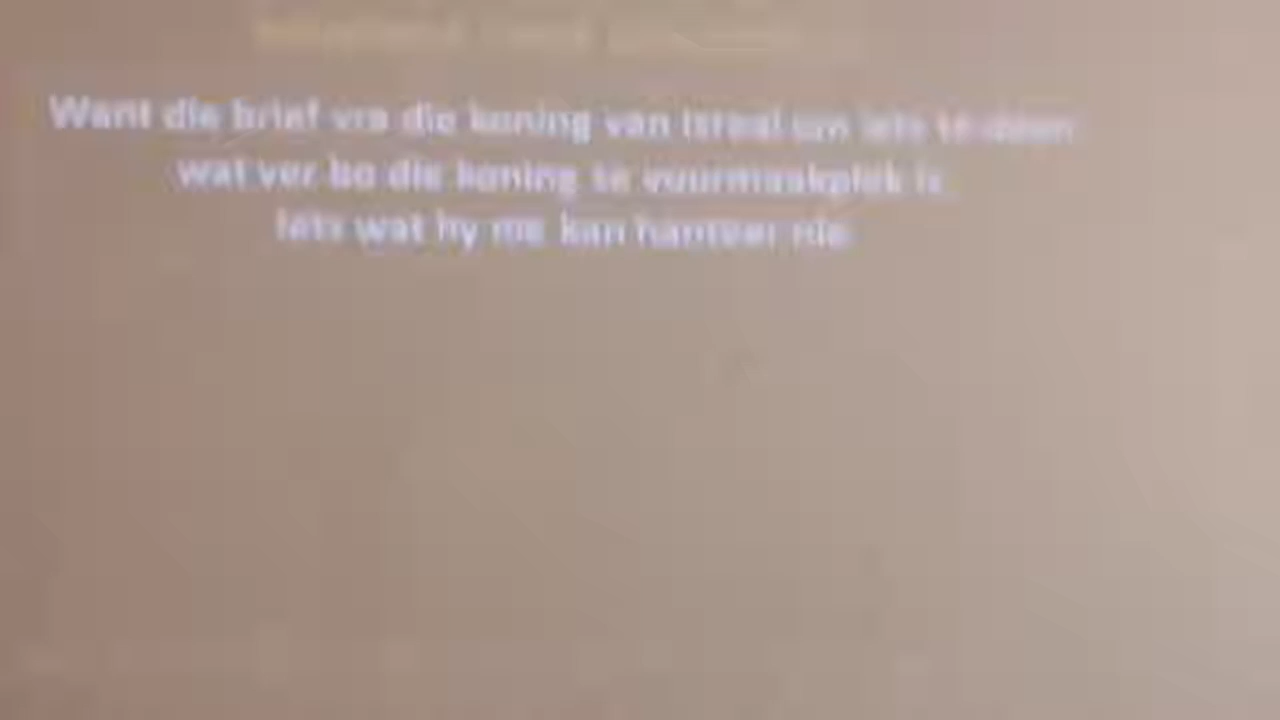 Want die brief vra die koning van Israel om iets te doen
wat ver bo die koning se vuurmaakplek is
Iets wat hy nie kan hanteer nie